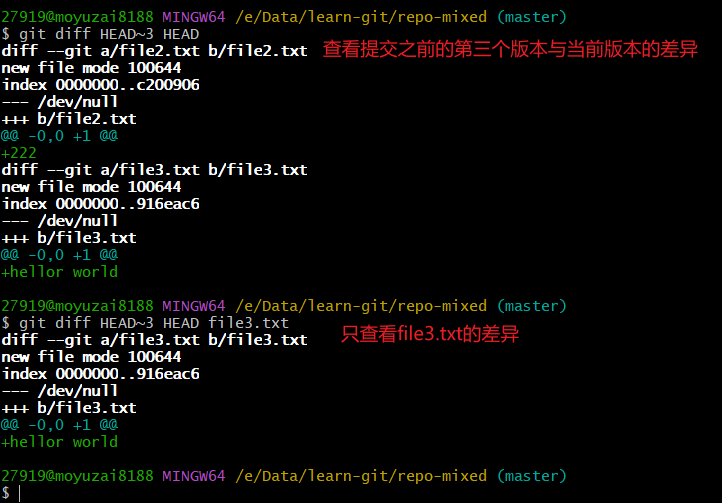 27919@moyuzai8188 MINGW64 /e/Data/learn-git/repo-mixed (master)
$ git diff HEAD~3 HEAD
diff --git a/file2.txt b/file2.txt 查看提交之前的第三个版本与当前版本的差异
new file mode 100644
index 0000000..c200906
--- /dev/null
+++ b/file2.txt
@@ -0,0 +1 @@
+222
diff --git a/file3.txt b/file3.txt
new file mode 100644
index 0000000..916eac6
--- /dev/null
+++ b/file3.txt
@@ -0,0 +1 @@
+hellor world
27919@moyuzai8188 MINGW64 /e/Data/learn-git/repo-mixed (master)
$ git diff HEAD~3 HEAD file3.txt
diff --git a/file3.txt b/file3.txt 只查看file3.txt的差异
new file mode 100644
index 0000000..916eac6
--- /dev/null
+++ b/file3.txt
@@ -0,0 +1 @@
+hellor world
27919@moyuzai8188 MINGW64 /e/Data/learn-git/repo-mixed (master)
$